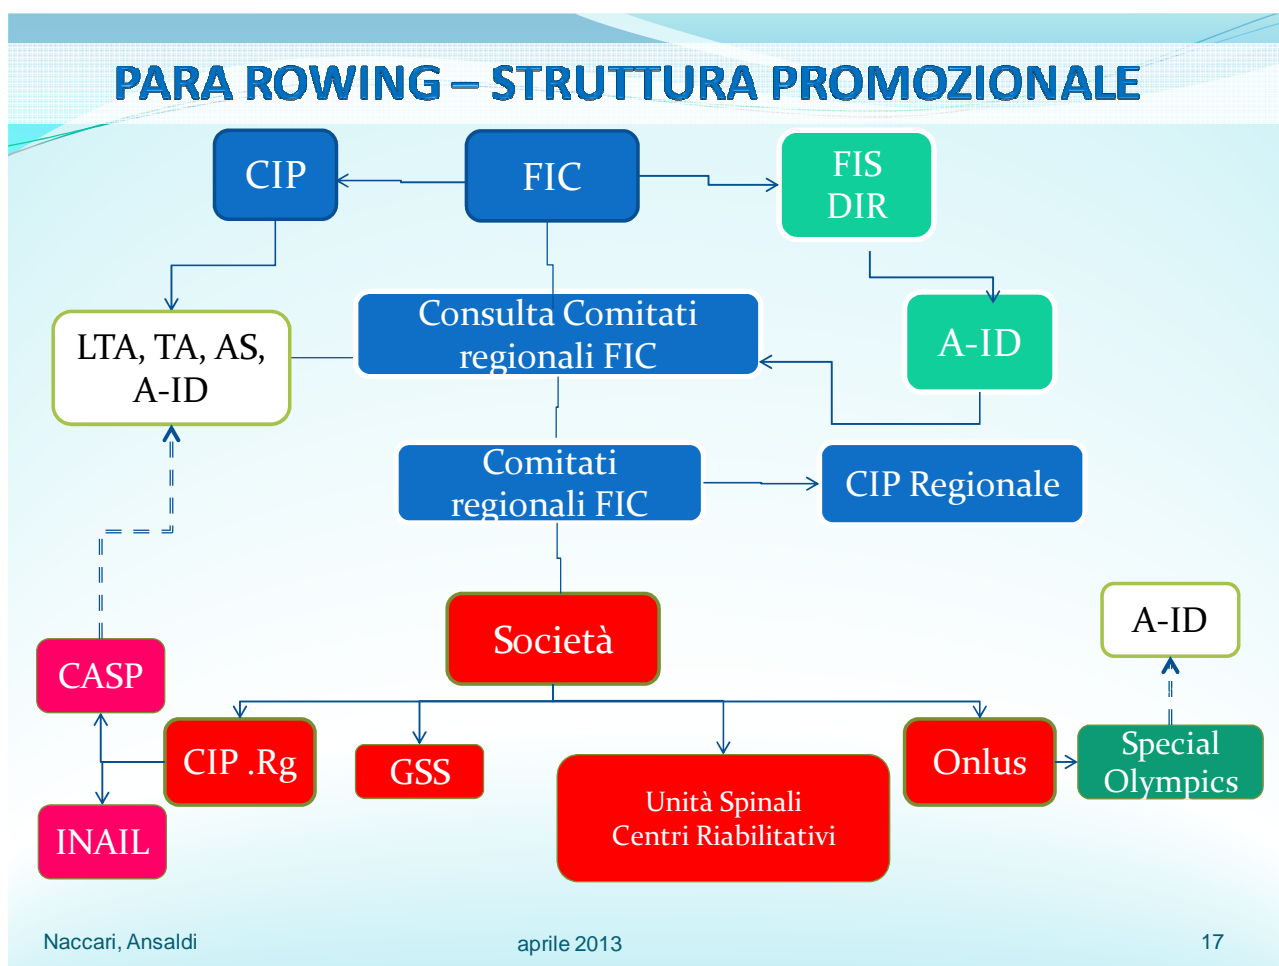 PARA ROWING – STRUTTURA PROMOZIONALE
CIP
FIC
FIS
DIR
LTA, TA, AS,
A-ID
Consulta Comitati
regionali FIC
A-ID
Comitati
regionali FIC
CIP Regionale
Società
A-ID
CASP
CIP .Rg
GSS
Unità Spinali
Centri Riabilitativi
Onlus
Special
Olympics
INAIL
Naccari, Ansaldi
aprile 2013
17